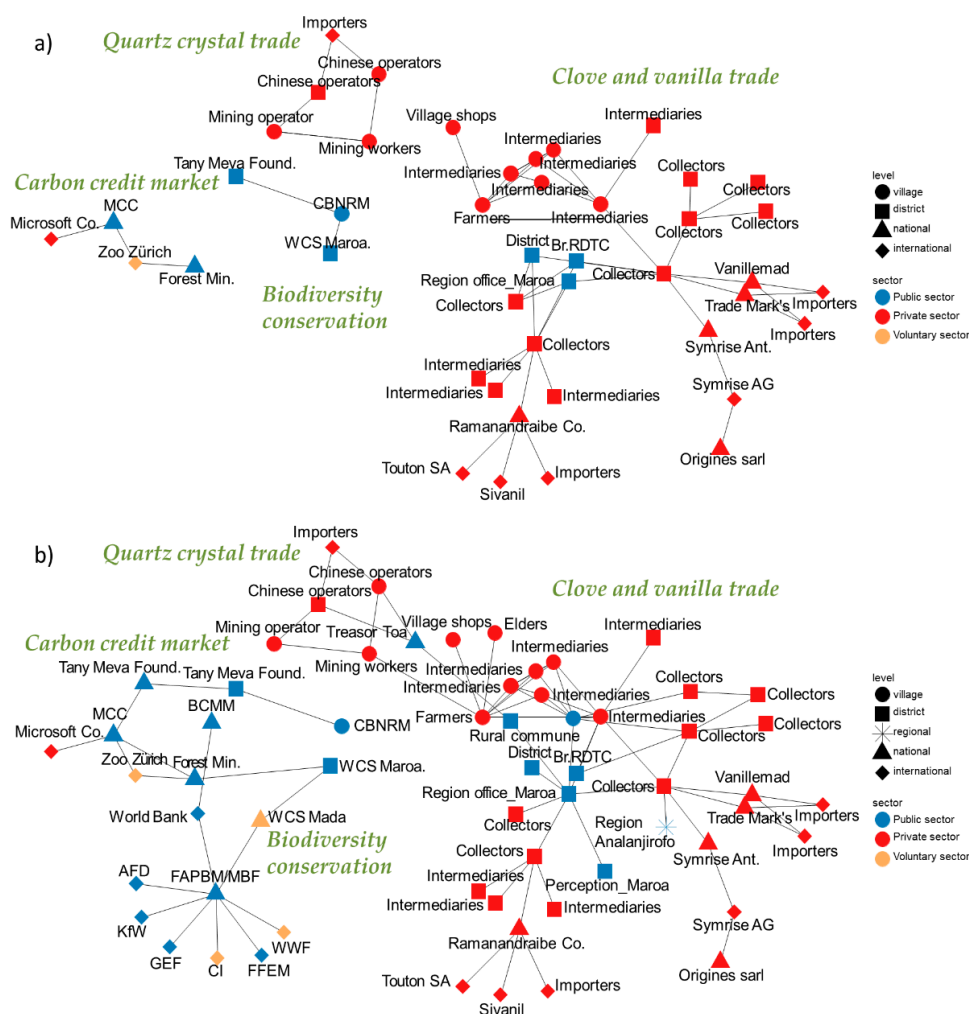 a)
Quartz crystal trade
Importers
Chinese operators
Chinese operators
Mining operator
Mining workers
Clove and vanilla trade
Village shops
Intermediaries
Intermediaries
Intermediaries
Intermediaries
Intermediaries
Farmers
Intermediaries
Collectors
Collectors
Collectors
Collectors
Tany Meva Found.
Carbon credit market
MCC
Microsoft Co.
Zoo Zürich
Forest Min.
CBNRM
WCS Maroa.
Biodiversity
conservation
District
Br.RDTC
Region office_Maroa
Collectors
Collectors
Vanillemad
Trade Mark's
Importers
Importers
Symrise Ant.
Collectors
Intermediaries
Intermediaries
Intermediaries
Ramanandraibe Co.
Symrise AG
Touton SA
Sivanil
Importers
Origines sarl
level
village
district
national
international
sector
Public sector
Private sector
Voluntary sector
b)
Quartz crystal trade
Importers
Chinese operators
Chinese operators
Mining operator
Treasor Toa
Mining workers
Clove and vanilla trade
Village shops
Elders
Intermediaries
Intermediaries
Intermediaries
Intermediaries
Intermediaries
Farmers
Intermediaries
Collectors
Collectors
Collectors
Collectors
Carbon credit market
Tany Meva Found.
Tany Meva Found.
MCC
BCMM
CBNRM
Microsoft Co.
Zoo Zürich
Forest Min.
WCS Maroa.
World Bank
WCS Mada
Biodiversity
conservation
Rural commune
District
Br.RDTC
Region office_Maroa
Collectors
Collectors
Vanillemad
Trade Mark's
Importers
Importers
Region
Analanjirofo
Symrise Ant.
Collectors
Intermediaries
Intermediaries
Intermediaries
Perception_Maroa
AFD
FAPBM/MBF
KfW
GEF
CI
FFEM
WWF
Ramanandraibe Co.
Symrise AG
Touton SA
Sivanil
Importers
Origines sarl
level
village
district
regional
national
international
sector
Public sector
Private sector
Voluntary sector